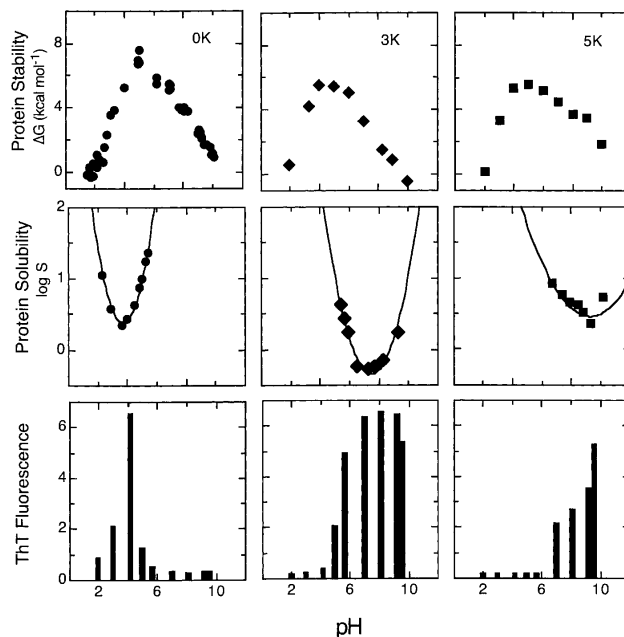 Protein Stability
ΔG (kcal mol⁻¹)
8
4
0
0K
3K
5K
Protein Solubility
log S
2
1
0
ThT Fluorescence
6
4
2
0
2 6 10
2 6 10
2 6 10
pH